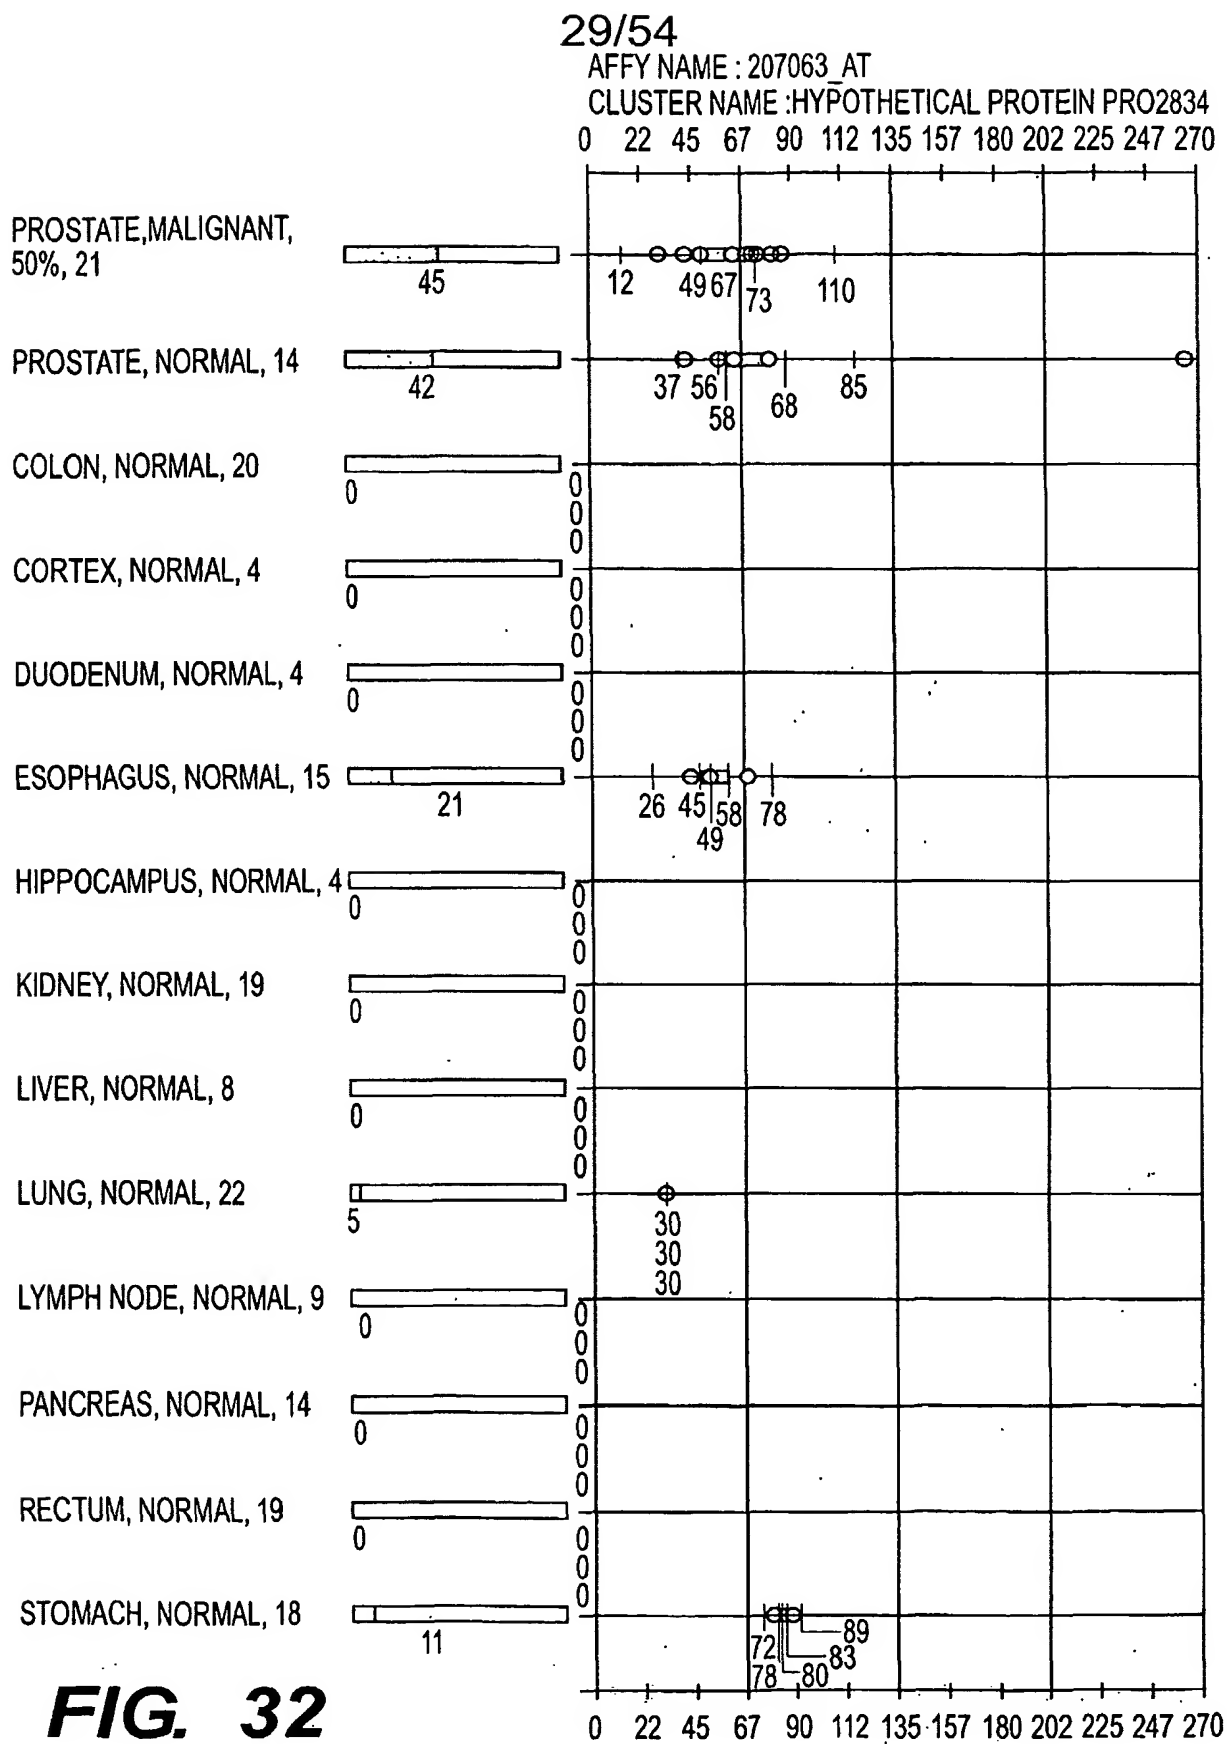 29/54
AFFY NAME : 207063_AT
CLUSTER NAME :HYPOTHETICAL PROTEIN PRO2834
0 22 45 67 90 112 135 157 180 202 225 247 270
PROSTATE,MALIGNANT,
50%, 21
45
12 49 67 73 110
PROSTATE, NORMAL, 14
42
37 56 58 68 85
COLON, NORMAL, 20
0
0
0
0
CORTEX, NORMAL, 4
0
0
0
0
DUODENUM, NORMAL, 4
0
0
0
0
ESOPHAGUS, NORMAL, 15
21
26 45 49 58 78
HIPPOCAMPUS, NORMAL, 4
0
0
0
0
KIDNEY, NORMAL, 19
0
0
0
0
LIVER, NORMAL, 8
0
0
0
0
LUNG, NORMAL, 22
5
30
30
30
LYMPH NODE, NORMAL, 9
0
0
0
0
PANCREAS, NORMAL, 14
0
0
0
0
RECTUM, NORMAL, 19
0
0
0
0
STOMACH, NORMAL, 18
11
72 89
83
78 80
FIG. 32
0 22 45 67 90 112 135 157 180 202 225 247 270